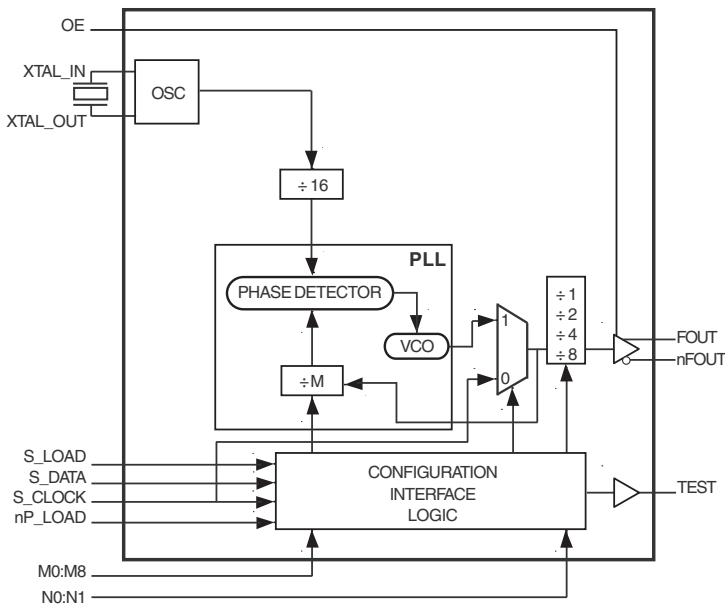 OE
XTAL_IN
OSC
XTAL_OUT
÷ 16
PLL
PHASE DETECTOR
÷ 1
÷ 2
÷ 4
÷ 8
1
VCO
FOUT
nFOUT
÷ M
0
S_LOAD
S_DATA
S_CLOCK
nP_LOAD
CONFIGURATION
INTERFACE
LOGIC
TEST
M0:M8
N0:N1